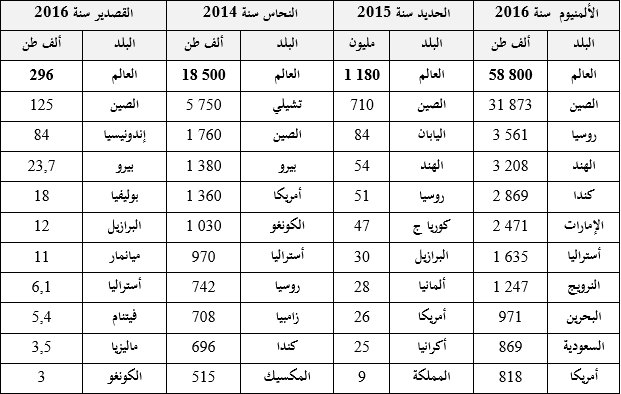 الألمنيوم سنة 2016 الحديد سنة 2015 النحاس سنة 2014 القصدير سنة 2016
البلد ألف طن البلد مليون البلد ألف طن البلد ألف طن
العالم 58 800 العالم 1 180 العالم 18 500 العالم 296
الصين 31 873 الصين 710 تشيلي 5 750 الصين 125
روسيا 3 561 اليابان 84 الصين 1 760 إندونيسيا 84
الهند 3 208 الهند 54 بيرو 1 380 بيرو 23,7
كندا 2 869 روسيا 51 أمريكا 1 360 بوليفيا 18
الإمارات 2 471 كوريا ج 47 الكونغو 1 030 البرازيل 12
أستراليا 1 635 البرازيل 30 أستراليا 970 ميانمار 11
النرويج 1 247 ألمانيا 28 روسيا 742 أستراليا 6,1
البحرين 971 أمريكا 26 زامبيا 708 فيتنام 5,4
السعودية 869 أكرانيا 25 كندا 696 ماليزيا 3,5
أمريكا 818 المملكة 9 المكسيك 515 الكونغو 3